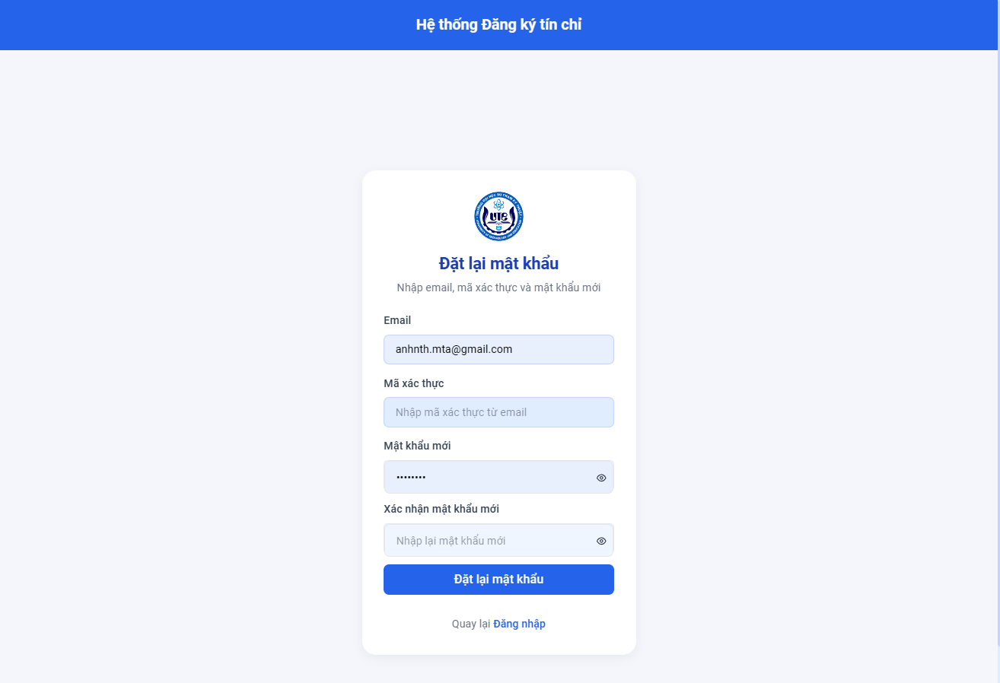 Hệ thống Đăng ký tín chỉ
UTE
Đặt lại mật khẩu
Nhập email, mã xác thực và mật khẩu mới
Email
anhnth.mta@gmail.com
Mã xác thực
Nhập mã xác thực từ email
Mật khẩu mới
••••••••
Xác nhận mật khẩu mới
Nhập lại mật khẩu mới
Đặt lại mật khẩu
Quay lại Đăng nhập